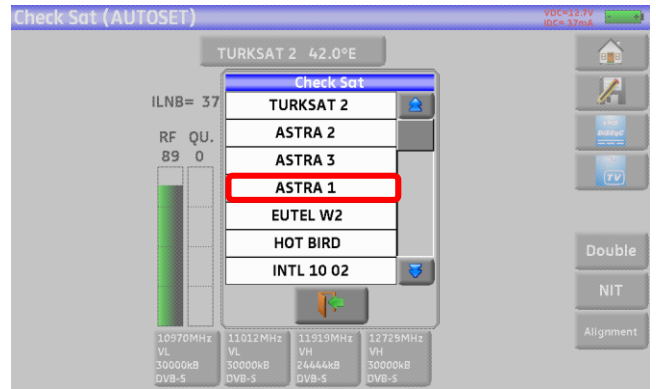 Check Sat (AUTOSET)
VDC=12.7V
IDC= 37mA
TURKSAT 2 42.0°E
Check Sat
ILNB= 37
TURKSAT 2
ASTRA 2
ASTRA 3
ASTRA 1
EUTEL W2
HOT BIRD
INTL 10 02
RF QU.
89 0
DiSEqC
TV
Double
NIT
Alignment
10970MHz
VL
30000kB
DVB-S
11012MHz
VL
30000kB
DVB-S
11919MHz
VH
24444kB
DVB-S
12729MHz
VH
30000kB
DVB-S